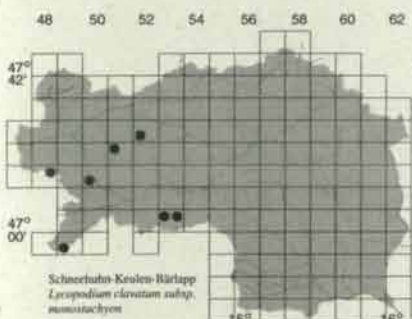 48 50 52 54 56 58 60 62
47°
42'
47°
00'
Schneehuhn-Keulen-Bärlapp
Lycopodium clavatum subsp.
monostachyon